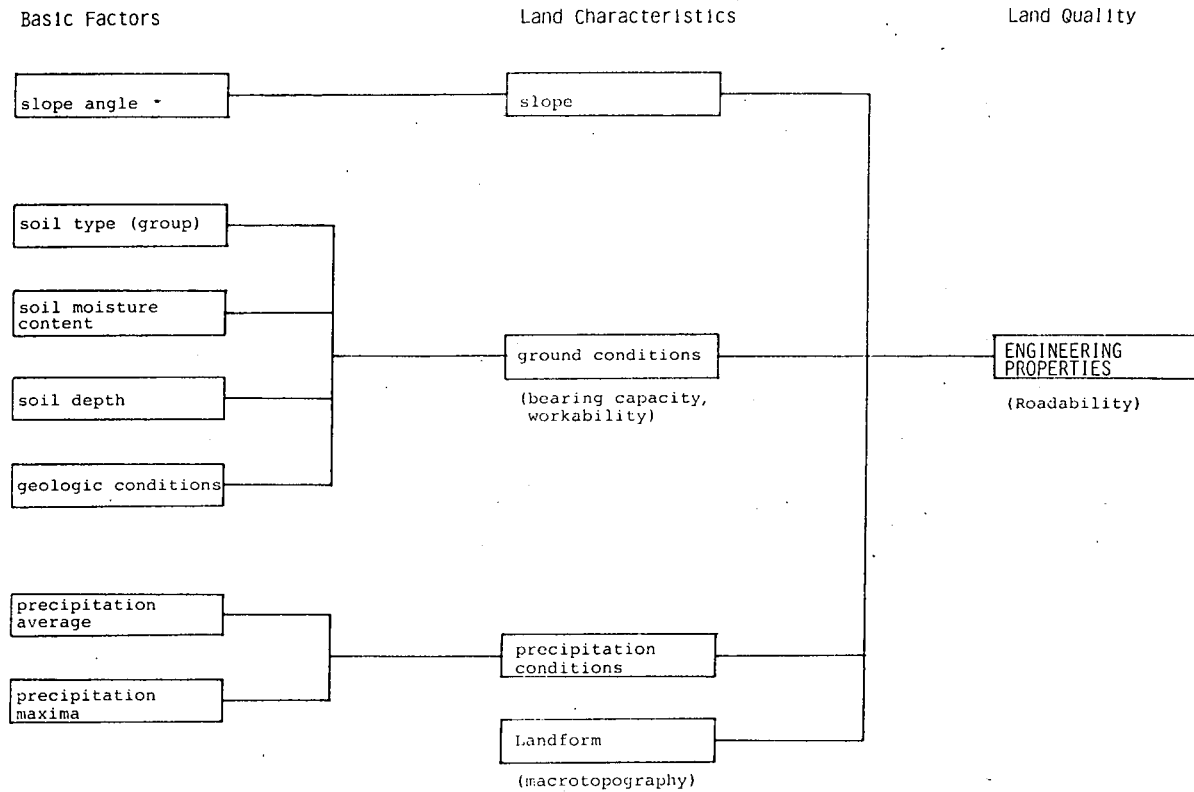 Basic Factors
Land Characteristics
Land Quality
slope angle
slope
soil type (group)
soil moisture
content
soil depth
geologic conditions
ground conditions
(bearing capacity,
workability)
ENGINEERING
PROPERTIES
(Roadability)
precipitation
average
precipitation
maxima
precipitation
conditions
Landform
(macrotopography)